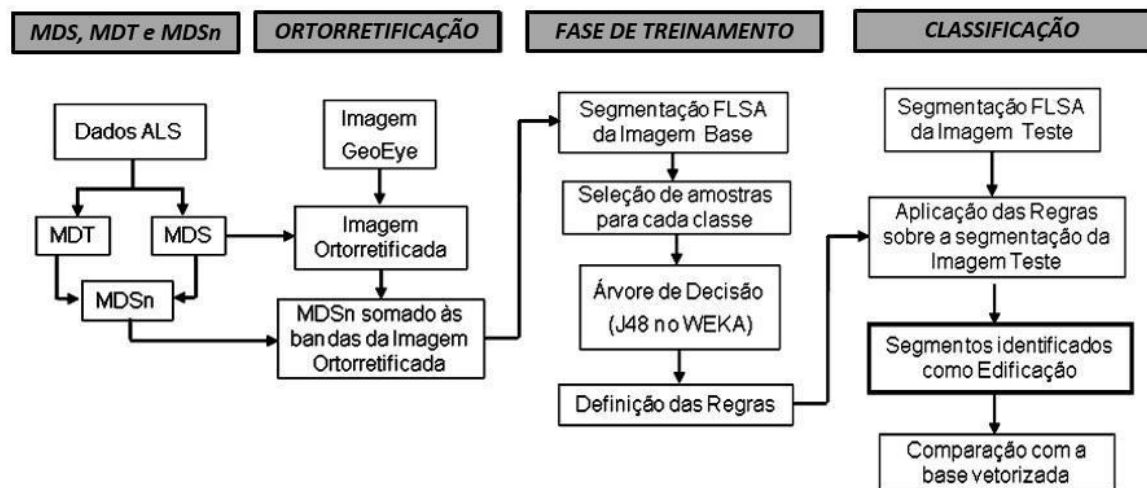 MDS, MDT e MDSn
ORTORRETIFICAÇÃO
FASE DE TREINAMENTO
CLASSIFICAÇÃO
Dados ALS
MDT
MDS
MDSn
Imagem
GeoEye
Imagem
Ortorretificada
MDSn somado às
bandas da Imagem
Ortorretificada
Segmentação FLSA
da Imagem Base
Seleção de amostras
para cada classe
Árvore de Decisão
(J48 no WEKA)
Definição das Regras
Segmentação FLSA
da Imagem Teste
Aplicação das Regras
sobre a segmentação da
Imagem Teste
Segmentos identificados
como Edificação
Comparação com a
base vetorizada